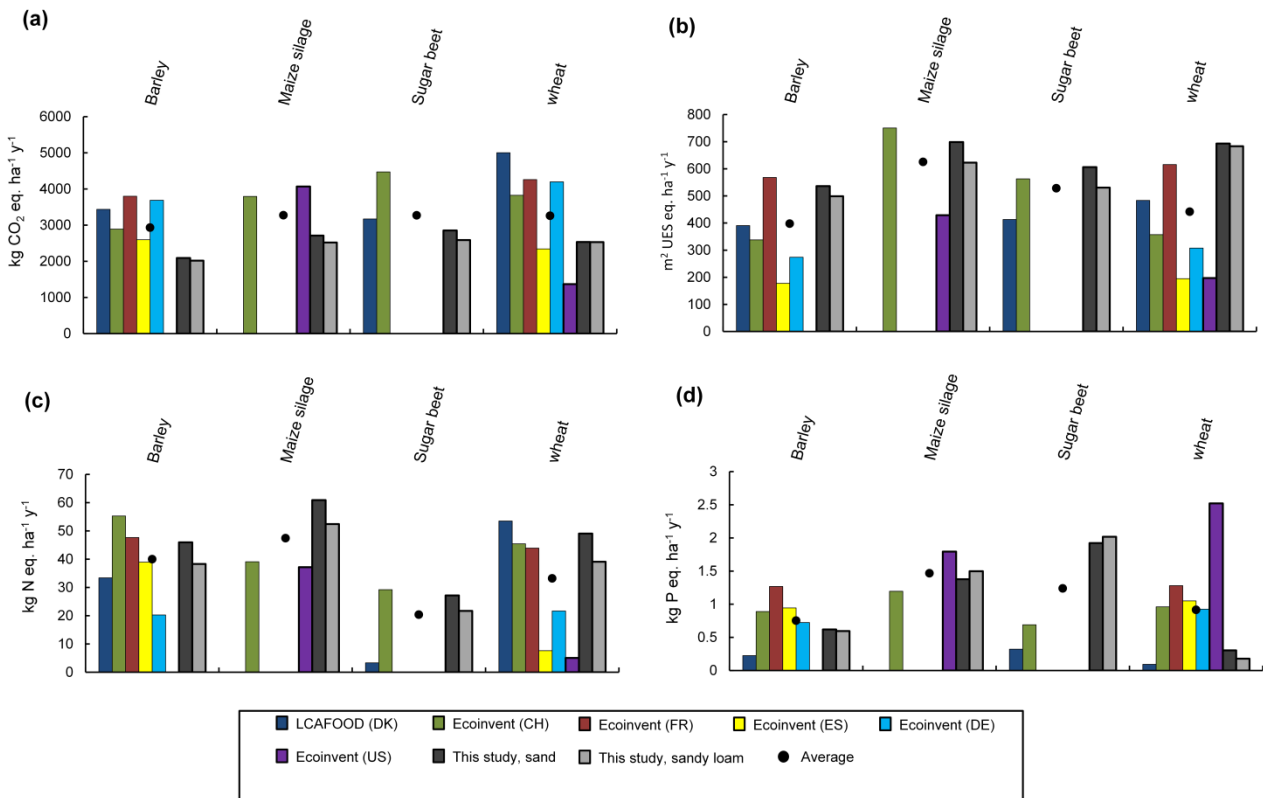 (a)
Barley
Maize silage
Sugar beet
wheat
kg CO₂ eq. ha⁻¹ y⁻¹
6000
5000
4000
3000
2000
1000
0
(b)
Barley
Maize silage
Sugar beet
wheat
m² UES eq. ha⁻¹ y⁻¹
800
700
600
500
400
300
200
100
0
(c)
Barley
Maize silage
Sugar beet
wheat
kg N eq. ha⁻¹ y⁻¹
70
60
50
40
30
20
10
0
(d)
Barley
Maize silage
Sugar beet
wheat
kg P eq. ha⁻¹ y⁻¹
3
2.5
2
1.5
1
0.5
0
LCAFOOD (DK) Ecoinvent (CH) Ecoinvent (FR) Ecoinvent (ES) Ecoinvent (DE)
Ecoinvent (US) This study, sand This study, sandy loam Average